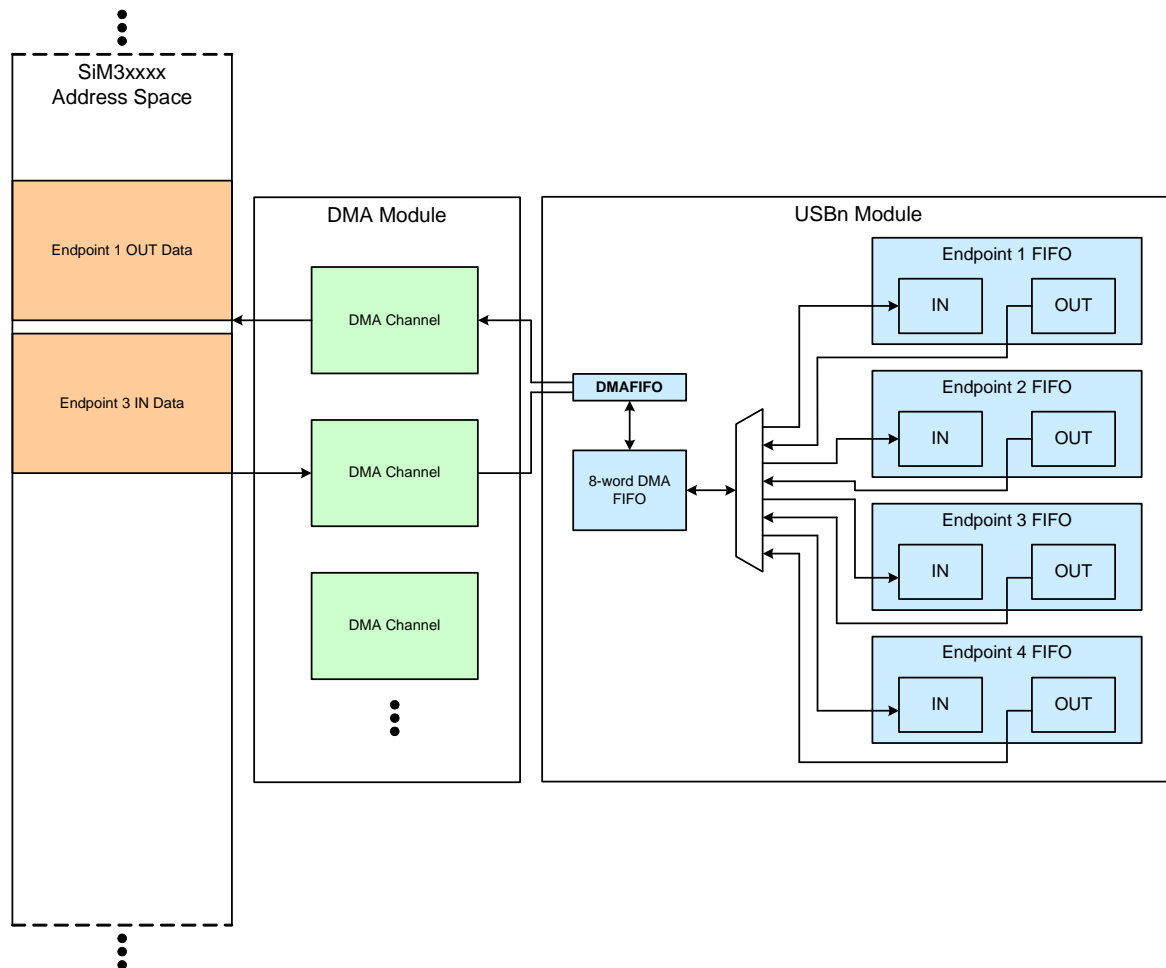 SiM3xxxx
Address Space
Endpoint 1 OUT Data
Endpoint 3 IN Data
DMA Module
DMA Channel
DMA Channel
DMA Channel
USBn Module
DMAFIFO
8-word DMA
FIFO
Endpoint 1 FIFO
IN
OUT
Endpoint 2 FIFO
IN
OUT
Endpoint 3 FIFO
IN
OUT
Endpoint 4 FIFO
IN
OUT